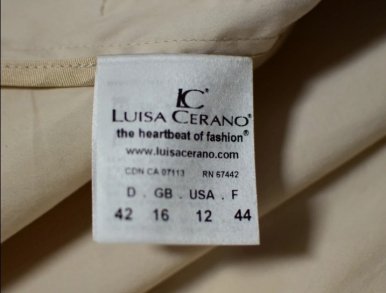 LC
LUISA CERANO®
the heartbeat of fashion®
www.luisacerano.com
CDN CA 07113 RN 67442
D . GB . USA . F
42 16 12 44